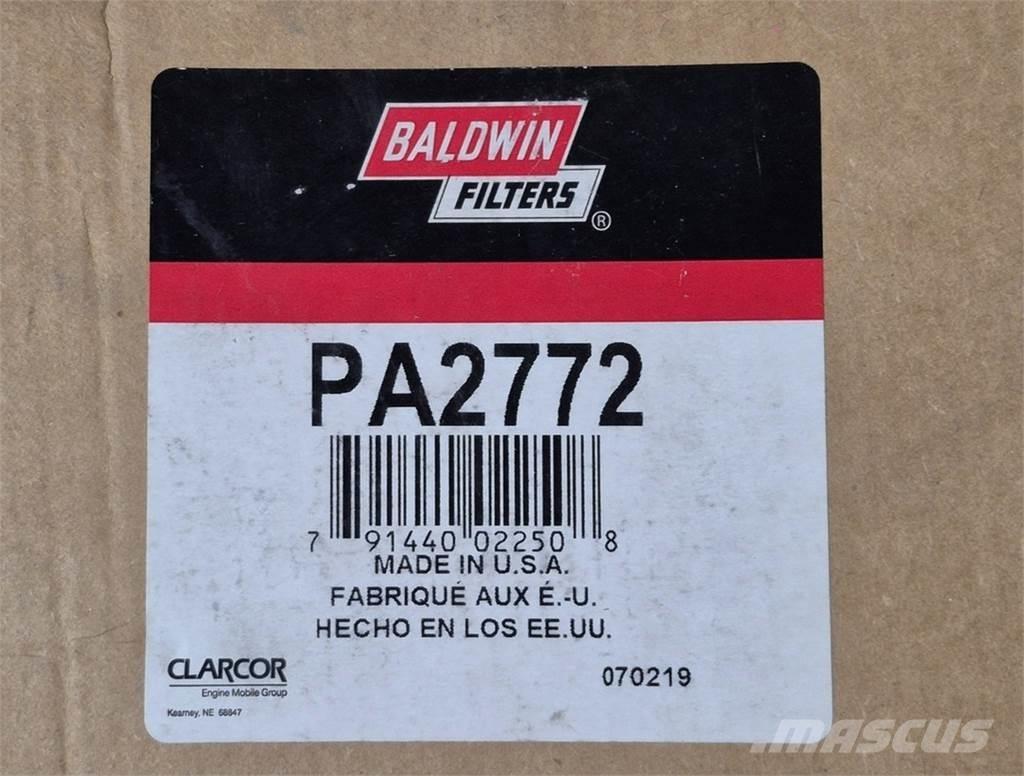 BALDWIN
FILTERS®
PA2772
7 91440 02250 8
MADE IN U.S.A.
FABRIQUÉ AUX É.-U.
HECHO EN LOS EE.UU.
CLARCOR
Engine Mobile Group
Kearney, NE 68847
070219
MASCUS